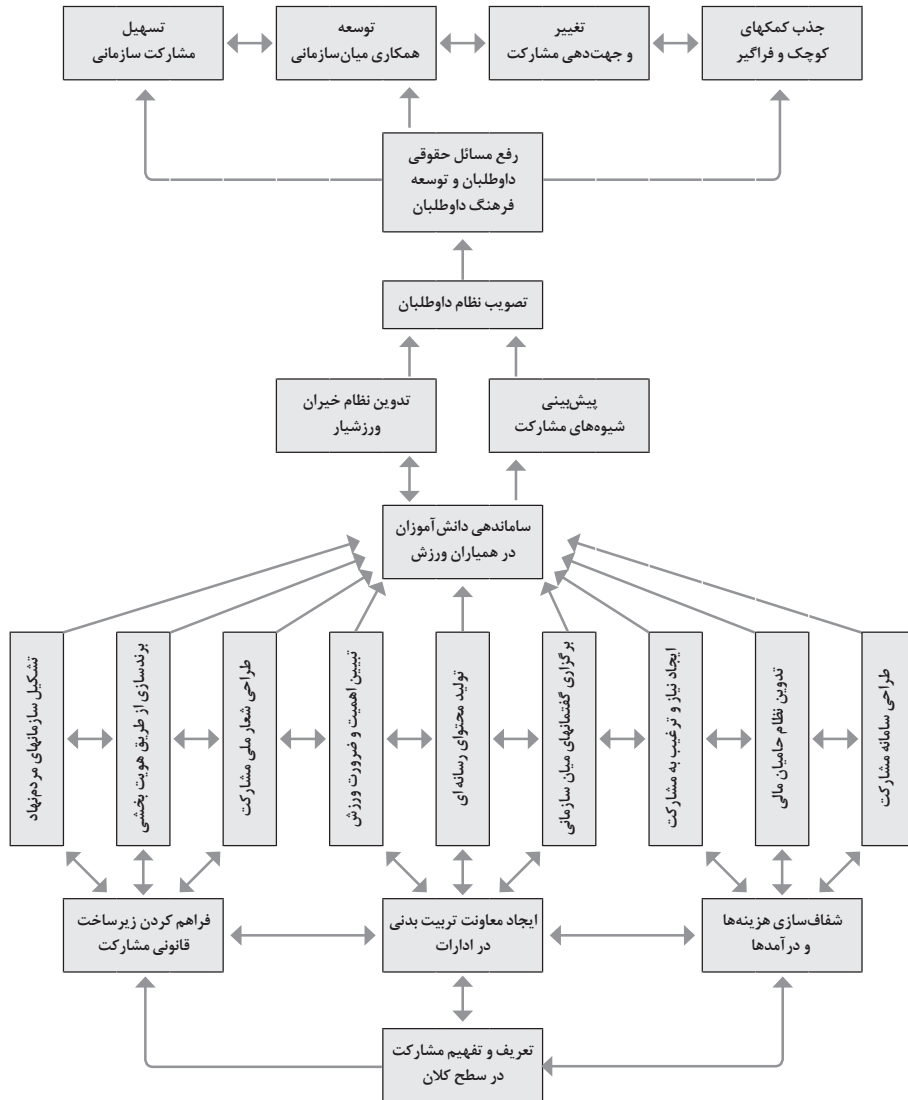 جذب کمکهای
کوچک و فراگیر
تغییر
و جهت‌دهی مشارکت
توسعه
همکاری میان‌سازمانی
تسهیل
مشارکت سازمانی
رفع مسائل حقوقی
داوطلبان و توسعه
فرهنگ داوطلبان
تصویب نظام داوطلبان
پیش‌بینی
شیوه‌های مشارکت
تدوین نظام خیران
ورزشیار
ساماندهی دانش‌آموزان
در همیاران ورزش
طراحی سامانه مشارکت
تدوین نظام حامیان مالی
ایجاد نیاز و ترغیب به مشارکت
برگزاری گفتمانهای میان سازمانی
تولید محتوای رسانه ای
تبیین اهمیت و ضرورت ورزش
طراحی شعار ملی مشارکت
برندسازی از طریق هویت بخشی
تشکیل سازمانهای مردم‌نهاد
شفاف‌سازی هزینه‌ها
و درآمدها
ایجاد معاونت تربیت بدنی
در ادارات
فراهم کردن زیرساخت
قانونی مشارکت
تعریف و تفهیم مشارکت
در سطح کلان